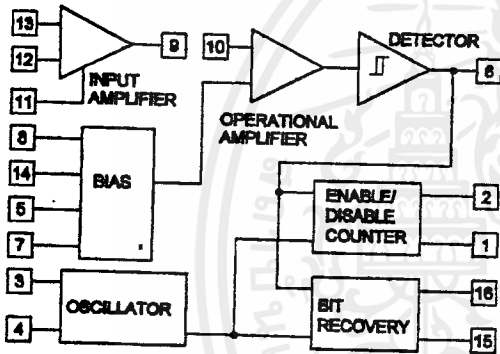 13
12
11
INPUT
AMPLIFIER
9
10
OPERATIONAL
AMPLIFIER
DETECTOR
6
8
14
5
7
BIAS
ENABLE/
DISABLE
COUNTER
2
1
3
4
OSCILLATOR
BIT
RECOVERY
16
15